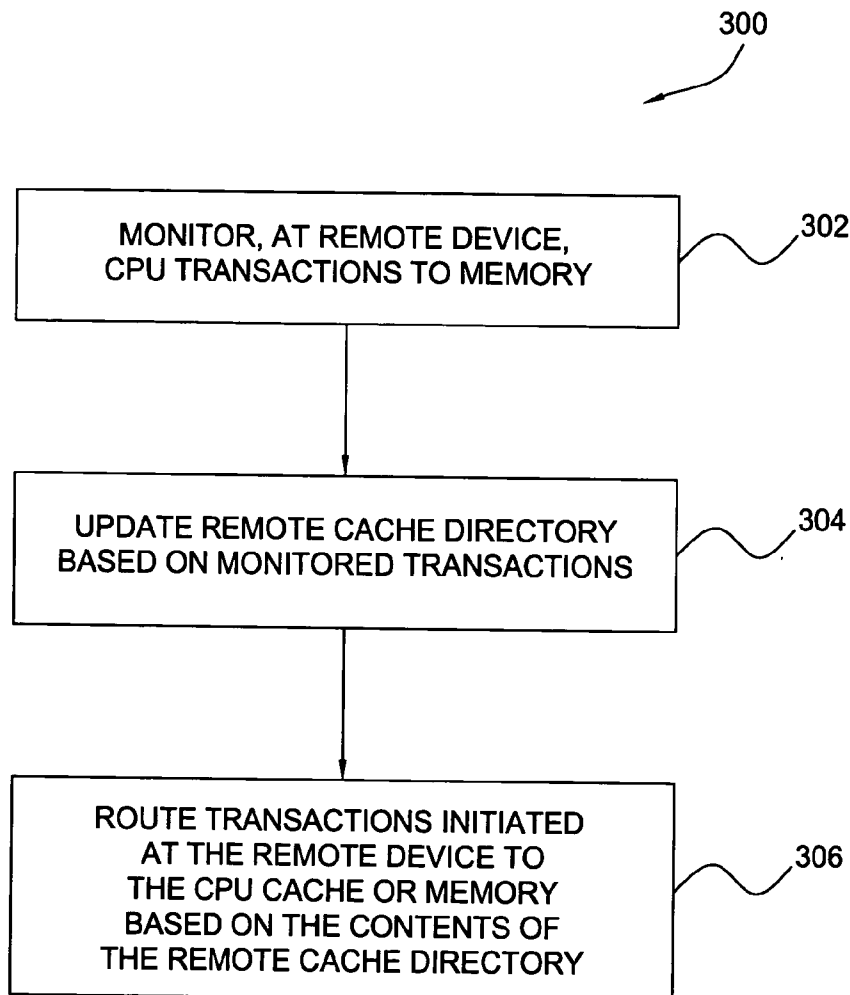 300
MONITOR, AT REMOTE DEVICE,
CPU TRANSACTIONS TO MEMORY
302
UPDATE REMOTE CACHE DIRECTORY
BASED ON MONITORED TRANSACTIONS
304
ROUTE TRANSACTIONS INITIATED
AT THE REMOTE DEVICE TO
THE CPU CACHE OR MEMORY
BASED ON THE CONTENTS OF
THE REMOTE CACHE DIRECTORY
306